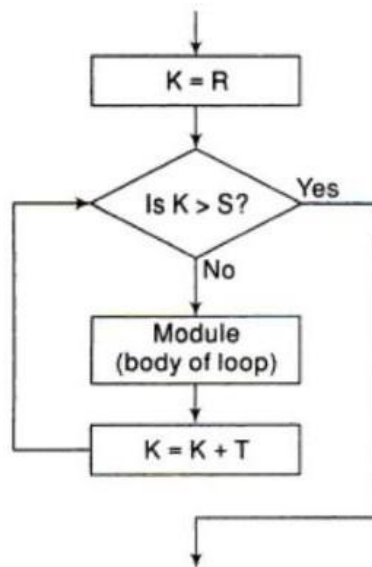 K = R
Is K > S?
Yes
No
Module
(body of loop)
K = K + T